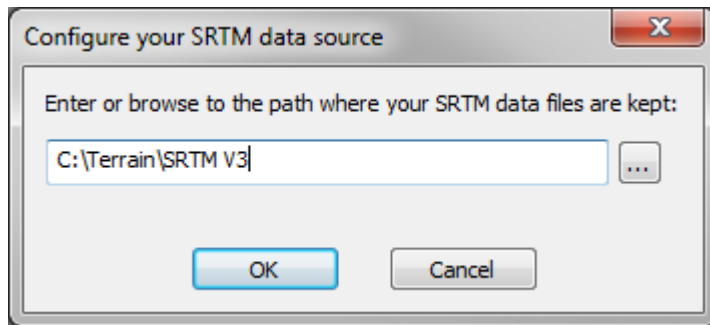 Configure your SRTM data source
Enter or browse to the path where your SRTM data files are kept:
C:\Terrain\SRTM V3
...
OK Cancel